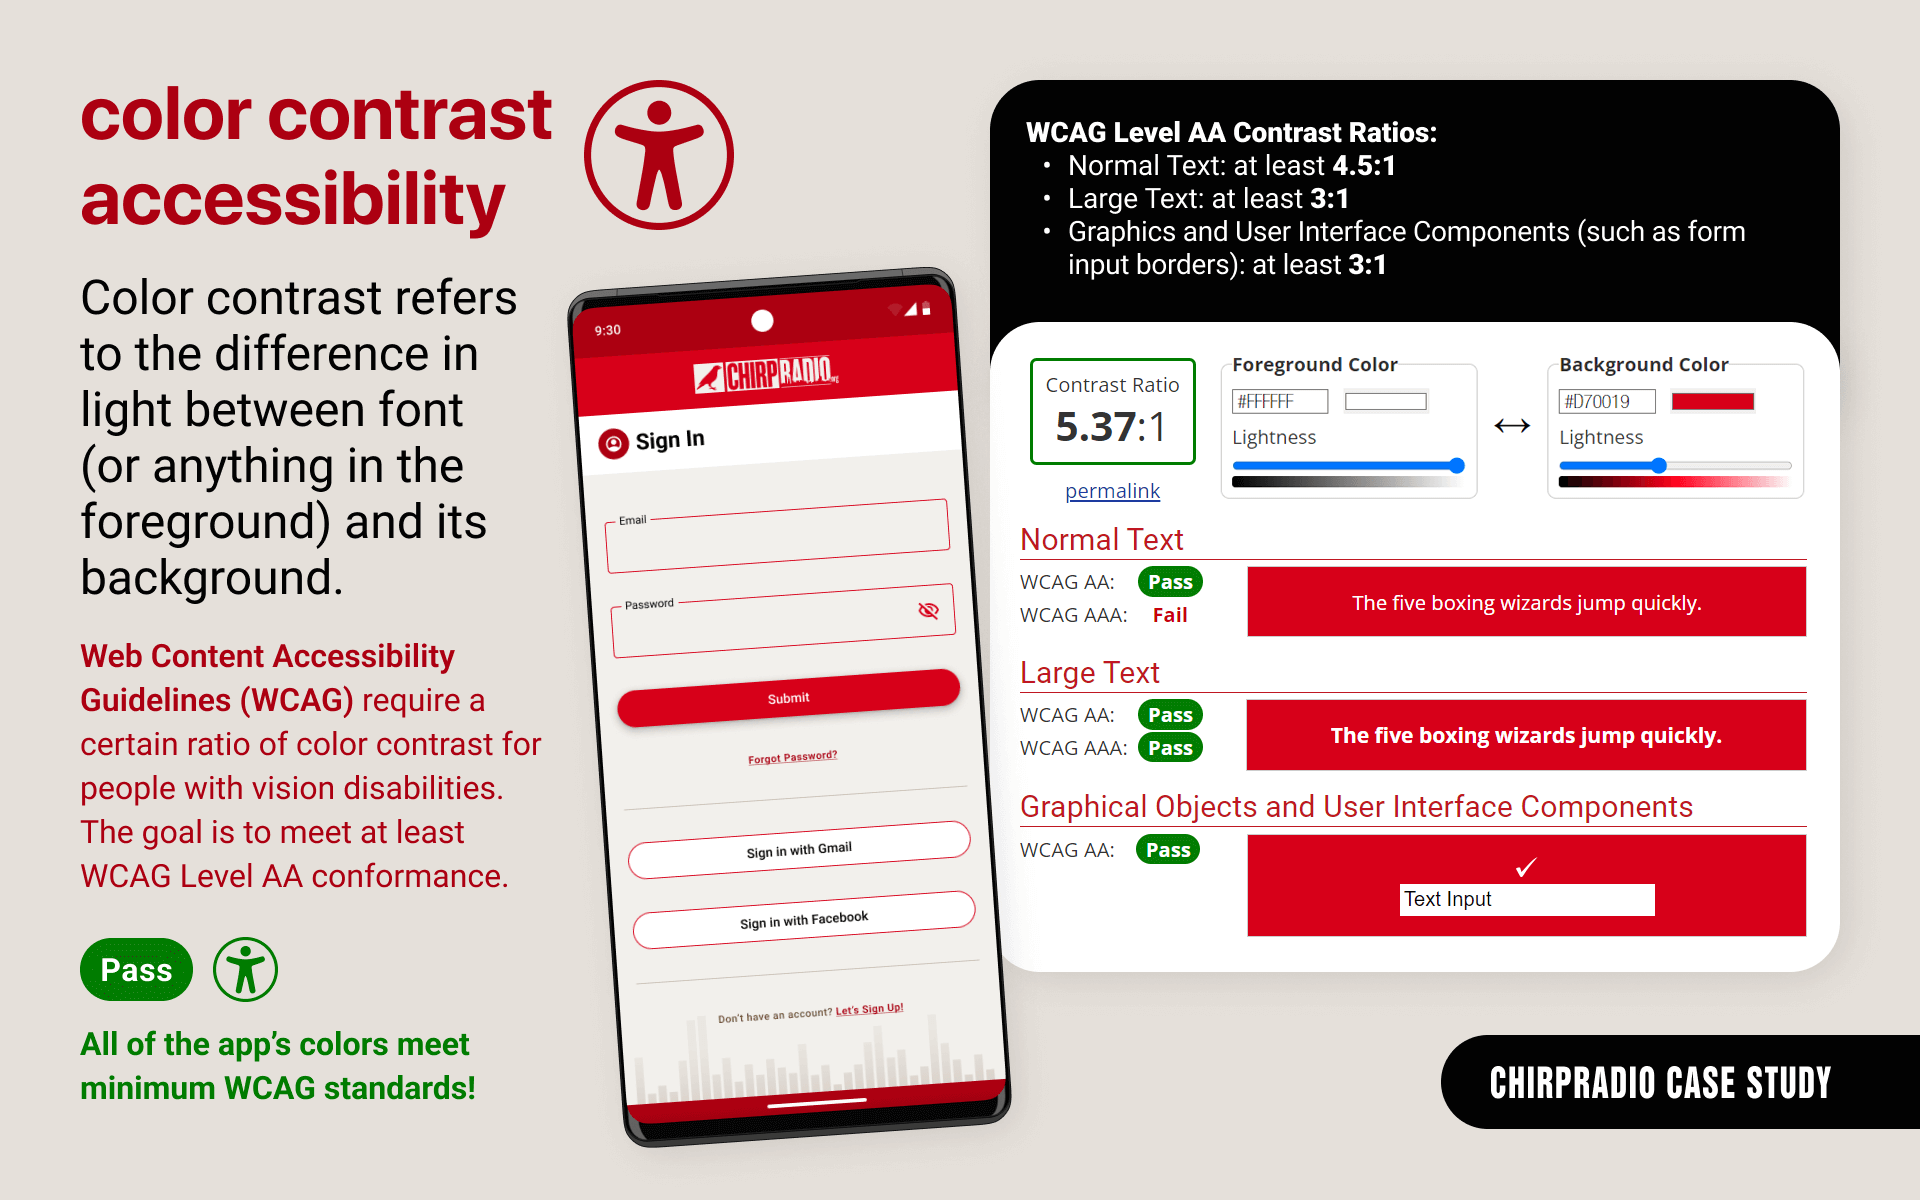 color contrast
accessibility
Color contrast refers
to the difference in
light between font
(or anything in the
foreground) and its
background.
Web Content Accessibility
Guidelines (WCAG) require a
certain ratio of color contrast for
people with vision disabilities.
The goal is to meet at least
WCAG Level AA conformance.
Pass
All of the app’s colors meet
minimum WCAG standards!
9:30
CHIRPRADIO
Sign In
Email
Password
Submit
Forgot Password?
Sign in with Gmail
Sign in with Facebook
Don't have an account? Let's Sign Up!
WCAG Level AA Contrast Ratios:
• Normal Text: at least 4.5:1
• Large Text: at least 3:1
• Graphics and User Interface Components (such as form
input borders): at least 3:1
Contrast Ratio
5.37:1
permalink
Foreground Color
#FFFFFF
Lightness
Background Color
#D70019
Lightness
Normal Text
WCAG AA: Pass
WCAG AAA: Fail
The five boxing wizards jump quickly.
Large Text
WCAG AA: Pass
WCAG AAA: Pass
The five boxing wizards jump quickly.
Graphical Objects and User Interface Components
WCAG AA: Pass
Text Input
CHIRPRADIO CASE STUDY